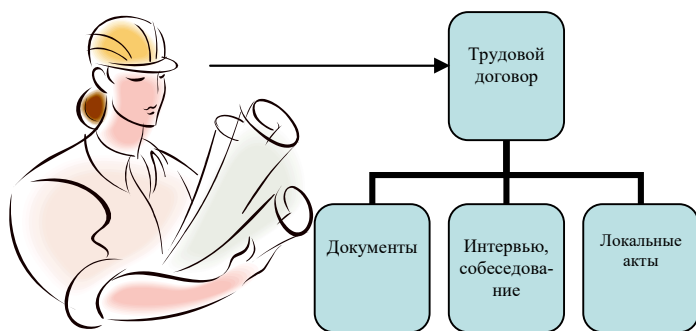 Трудовой
договор
Документы
Интервью,
собеседова-
ние
Локальные
акты